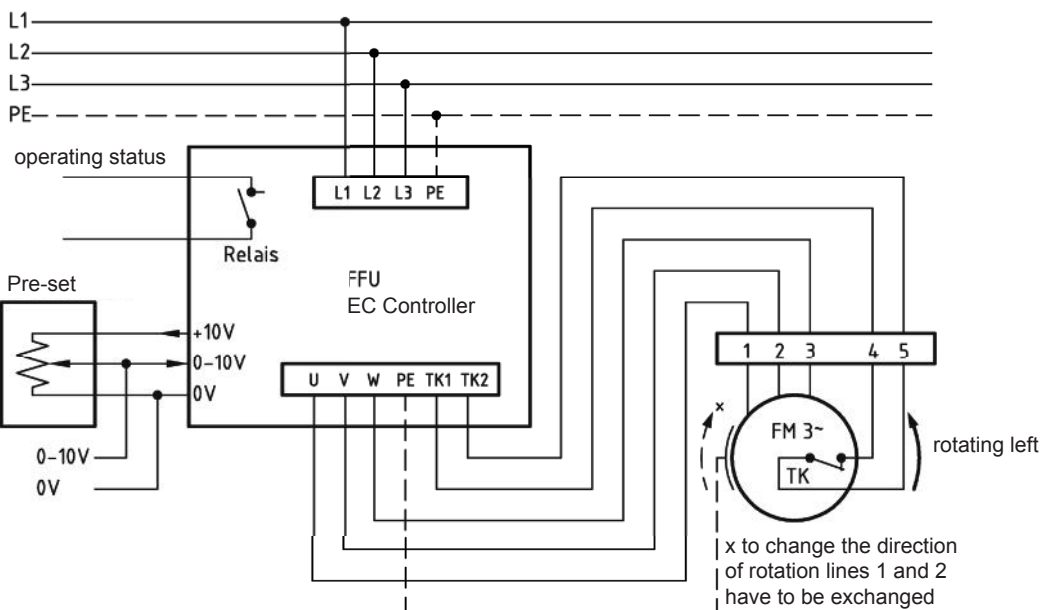 L1
L2
L3
PE
operating status
L1 L2 L3 PE
Relais
Pre-set
FFU
EC Controller
+10V
0-10V
0V
U V W PE TK1 TK2
1 2 3 4 5
x
FM 3~
TK
rotating left
0-10V
0V
x to change the direction
of rotation lines 1 and 2
have to be exchanged